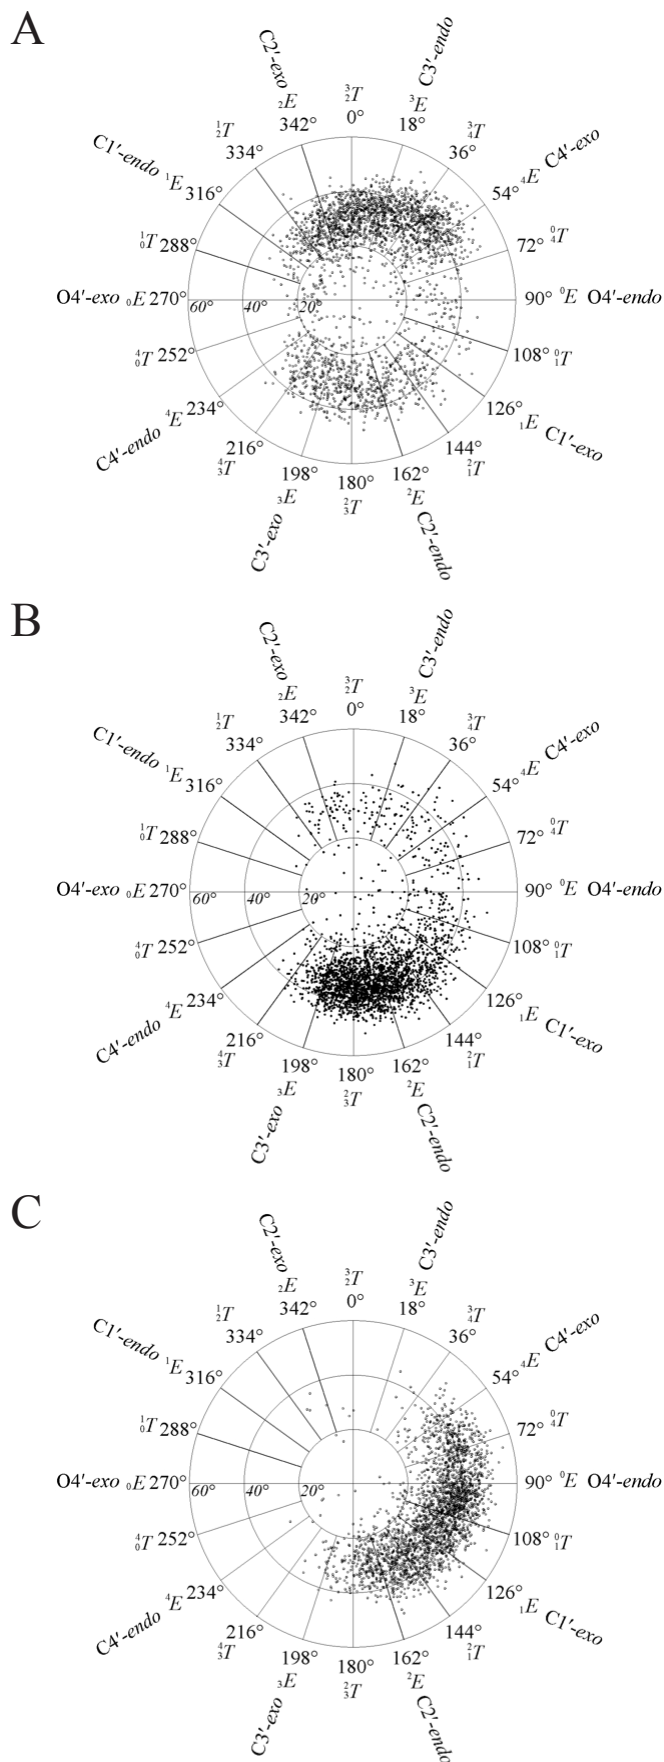 A
C2′-exo
C3′-endo
₂E 342°
³₂T 0°
³E 18°
¹₂T 334°
³₄T 36°
C1′-endo ¹E 316°
54° ₄E C4′-exo
¹₀T 288°
72° ⁰₄T
O4′-exo ₀E 270° 60° 40° 20°
90° ⁰E O4′-endo
⁴₀T 252°
108° ⁰₁T
C4′-endo ⁴E 234°
126° ₁E C1′-exo
216° ⁴₃T
144° ²₁T
198° ₃E C3′-exo
180° ²₃T
162° ²E C2′-endo
B
C2′-exo
C3′-endo
₂E 342°
³₂T 0°
³E 18°
¹₂T 334°
³₄T 36°
C1′-endo ¹E 316°
54° ₄E C4′-exo
¹₀T 288°
72° ⁰₄T
O4′-exo ₀E 270° 60° 40° 20°
90° ⁰E O4′-endo
⁴₀T 252°
108° ⁰₁T
C4′-endo ⁴E 234°
126° ₁E C1′-exo
216° ⁴₃T
144° ²₁T
198° ₃E C3′-exo
180° ²₃T
162° ²E C2′-endo
C
C2′-exo
C3′-endo
₂E 342°
³₂T 0°
³E 18°
¹₂T 334°
³₄T 36°
C1′-endo ¹E 316°
54° ₄E C4′-exo
¹₀T 288°
72° ⁰₄T
O4′-exo ₀E 270° 60° 40° 20°
90° ⁰E O4′-endo
⁴₀T 252°
108° ⁰₁T
C4′-endo ⁴E 234°
126° ₁E C1′-exo
216° ⁴₃T
144° ²₁T
198° ₃E C3′-exo
180° ²₃T
162° ²E C2′-endo